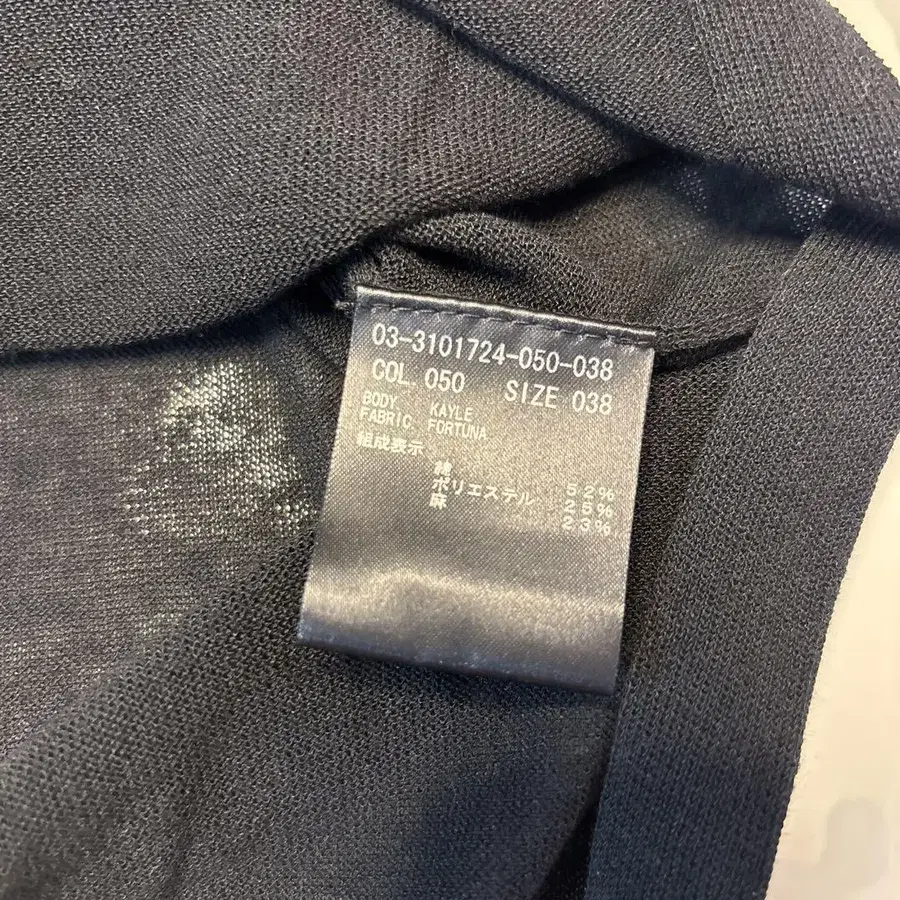 03-3101724-050-038
COL. 050 SIZE 038
BODY KAYLE
FABRIC FORTUNA
組成表示
綿 52%
ポリエステル 25%
麻 23%